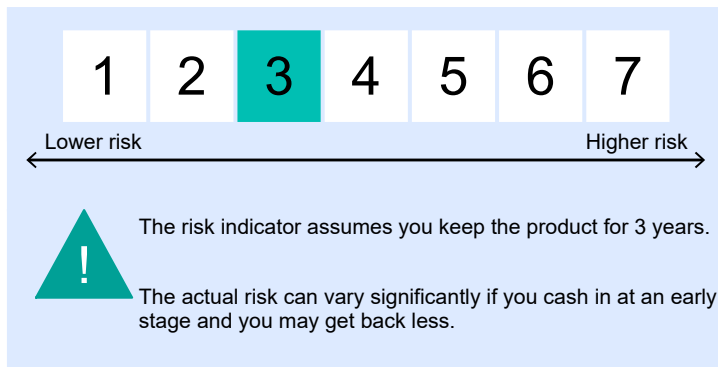 1 2 3 4 5 6 7
Lower risk Higher risk
The risk indicator assumes you keep the product for 3 years.
!
The actual risk can vary significantly if you cash in at an early
stage and you may get back less.